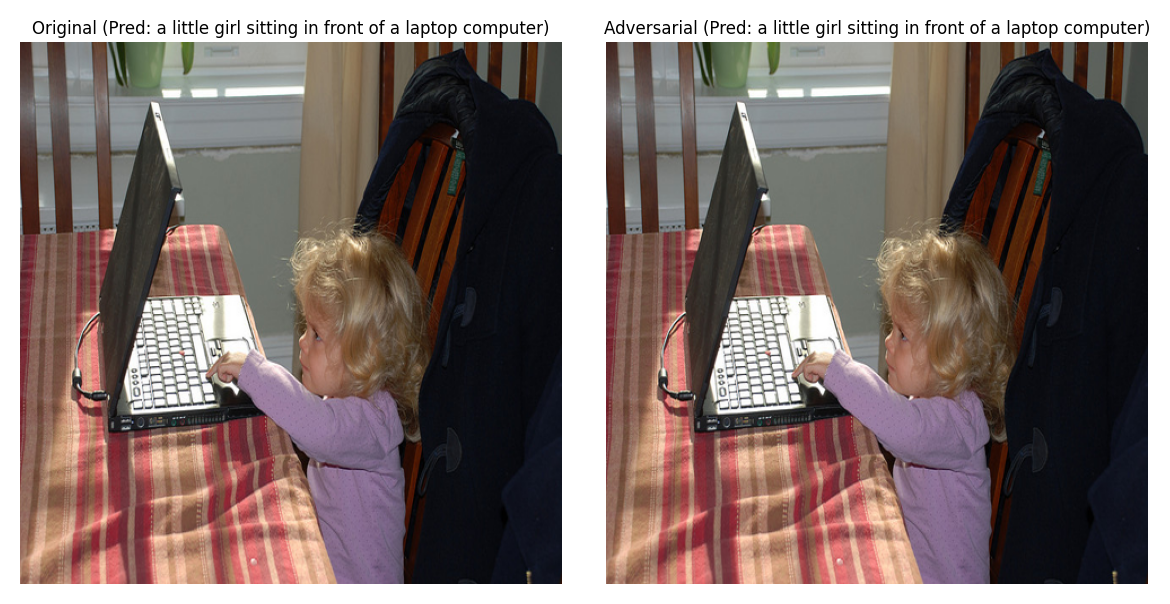 Original (Pred: a little girl sitting in front of a laptop computer)
Adversarial (Pred: a little girl sitting in front of a laptop computer)